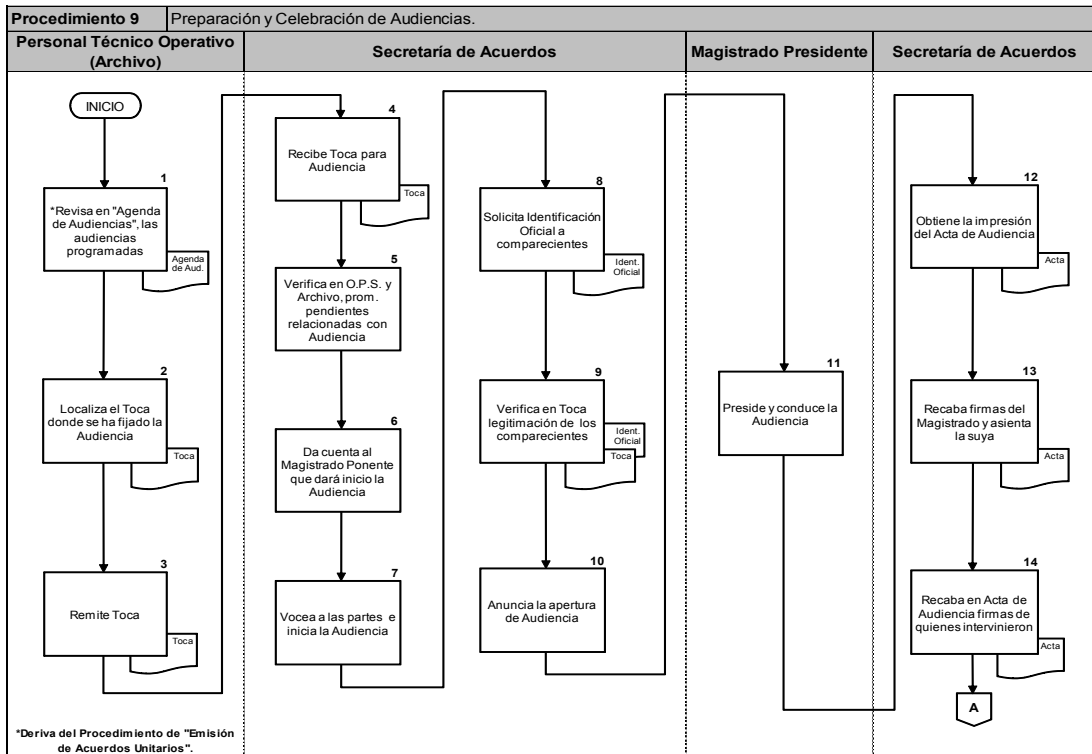 Procedimiento 9
Preparación y Celebración de Audiencias.
Personal Técnico Operativo
(Archivo)
Secretaría de Acuerdos
Magistrado Presidente
Secretaría de Acuerdos
INICIO
1
*Revisa en "Agenda
de Audiencias", las
audiencias
programadas
Agenda
de Aud.
2
Localiza el Toca
donde se ha fijado la
Audiencia
Toca
3
Remite Toca
Toca
*Deriva del Procedimiento de "Emisión
de Acuerdos Unitarios".
4
Recibe Toca para
Audiencia
Toca
5
Verifica en O.P.S. y
Archivo, prom.
pendientes
relacionadas con
Audiencia
6
Da cuenta al
Magistrado Ponente
que dará inicio la
Audiencia
7
Vocea a las partes e
inicia la Audiencia
8
Solicita Identificación
Oficial a
comparecientes
Ident.
Oficial
9
Verifica en Toca
legitimación de los
comparecientes
Ident.
Oficial
Toca
10
Anuncia la apertura
de Audiencia
11
Preside y conduce la
Audiencia
12
Obtiene la impresión
del Acta de Audiencia
Acta
13
Recaba firmas del
Magistrado y asienta
la suya
Acta
14
Recaba en Acta de
Audiencia firmas de
quienes intervinieron
Acta
A